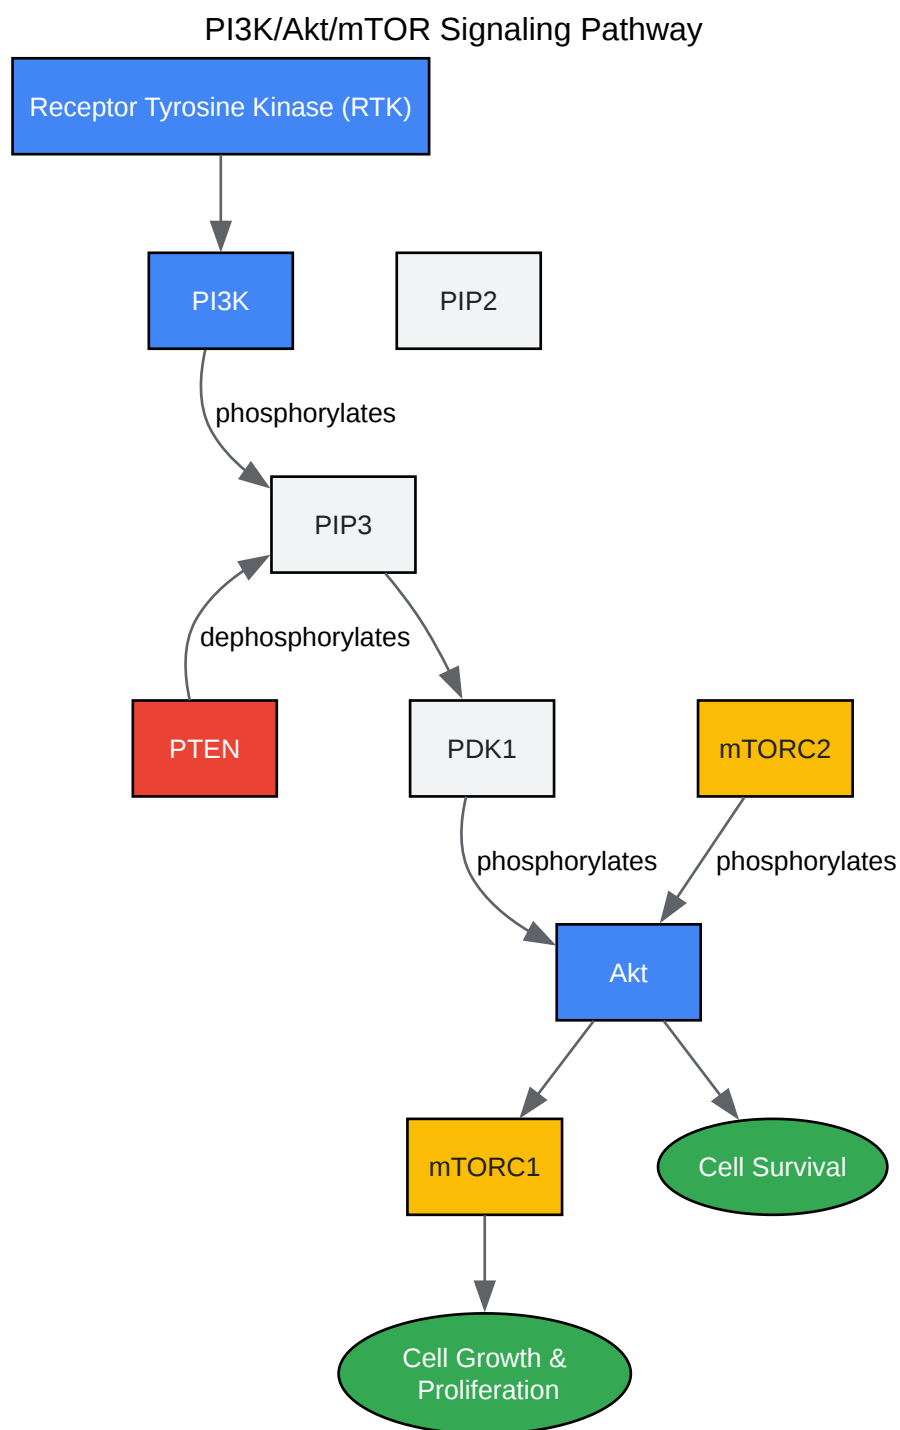 PI3K/Akt/mTOR Signaling Pathway
Receptor Tyrosine Kinase (RTK)
PI3K
PIP2
phosphorylates
PIP3
dephosphorylates
PTEN
PDK1
mTORC2
phosphorylates
phosphorylates
Akt
mTORC1
Cell Survival
Cell Growth &
Proliferation